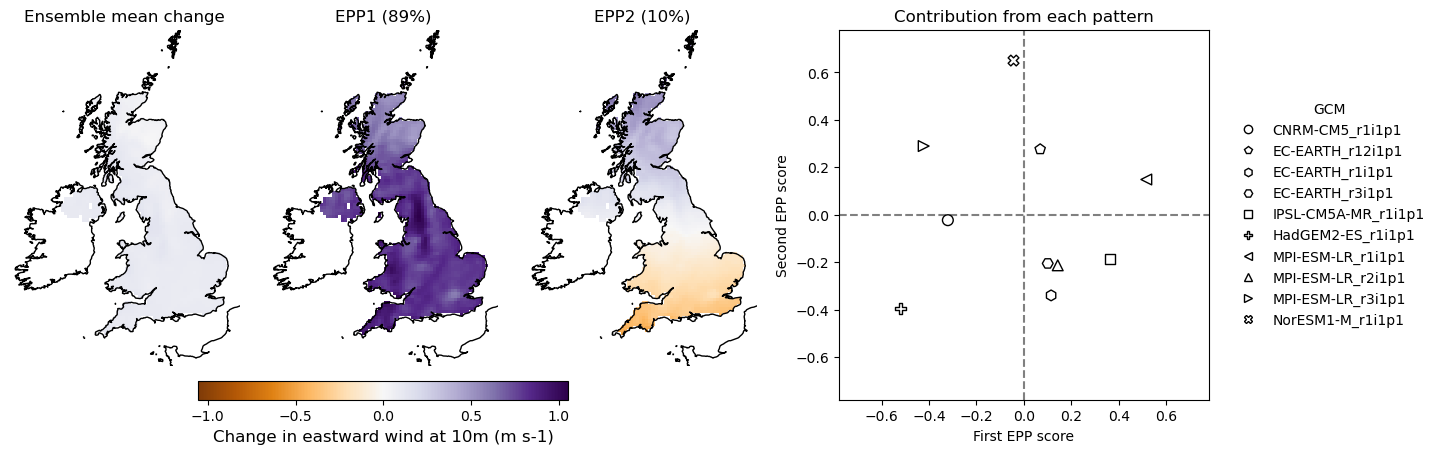 Ensemble mean change
EPP1 (89%)
EPP2 (10%)
−1.0
−0.5
0.0
0.5
1.0
Change in eastward wind at 10m (m s-1)
Contribution from each pattern
Second EPP score
0.6
0.4
0.2
0.0
−0.2
−0.4
−0.6
−0.6
−0.4
−0.2
0.0
0.2
0.4
0.6
First EPP score
GCM
CNRM-CM5_r1i1p1
EC-EARTH_r12i1p1
EC-EARTH_r1i1p1
EC-EARTH_r3i1p1
IPSL-CM5A-MR_r1i1p1
HadGEM2-ES_r1i1p1
MPI-ESM-LR_r1i1p1
MPI-ESM-LR_r2i1p1
MPI-ESM-LR_r3i1p1
NorESM1-M_r1i1p1